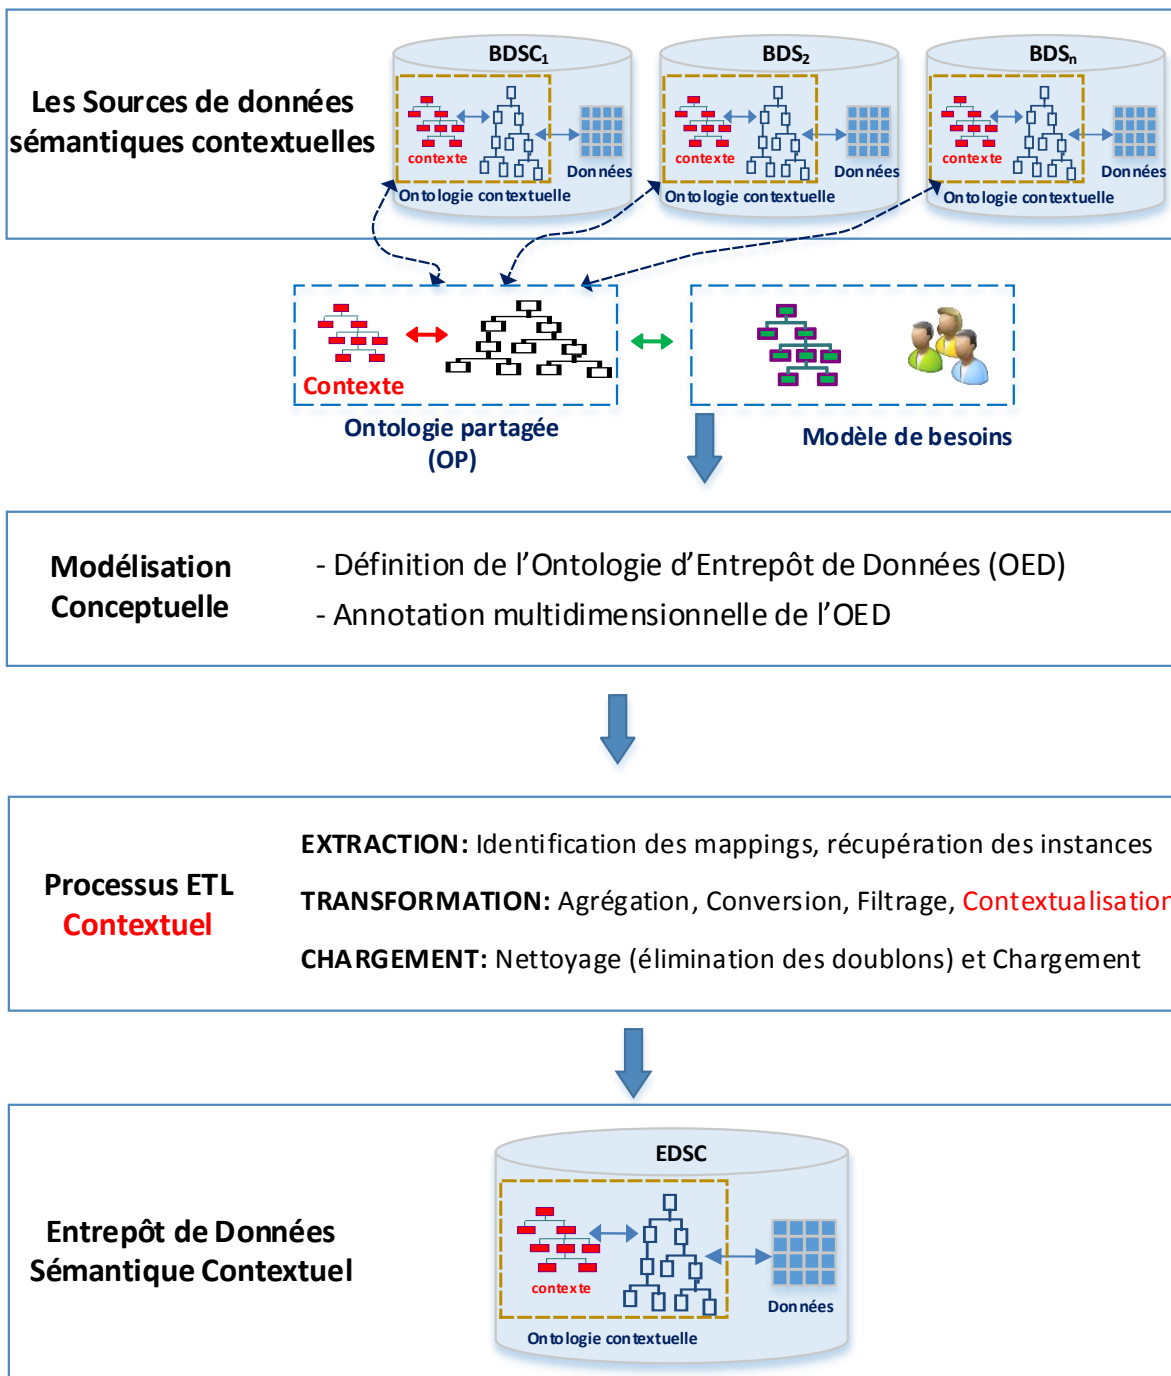 Les Sources de données
sémantiques contextuelles
BDSC1
contexte
Données
Ontologie contextuelle
BDS2
contexte
Données
Ontologie contextuelle
BDSn
contexte
Données
Ontologie contextuelle
Contexte
Ontologie partagée
(OP)
Modèle de besoins
Modélisation
Conceptuelle
- Définition de l’Ontologie d’Entrepôt de Données (OED)
- Annotation multidimensionnelle de l’OED
Processus ETL
Contextuel
EXTRACTION: Identification des mappings, récupération des instances
TRANSFORMATION: Agrégation, Conversion, Filtrage, Contextualisation
CHARGEMENT: Nettoyage (élimination des doublons) et Chargement
Entrepôt de Données
Sémantique Contextuel
EDSC
contexte
Données
Ontologie contextuelle